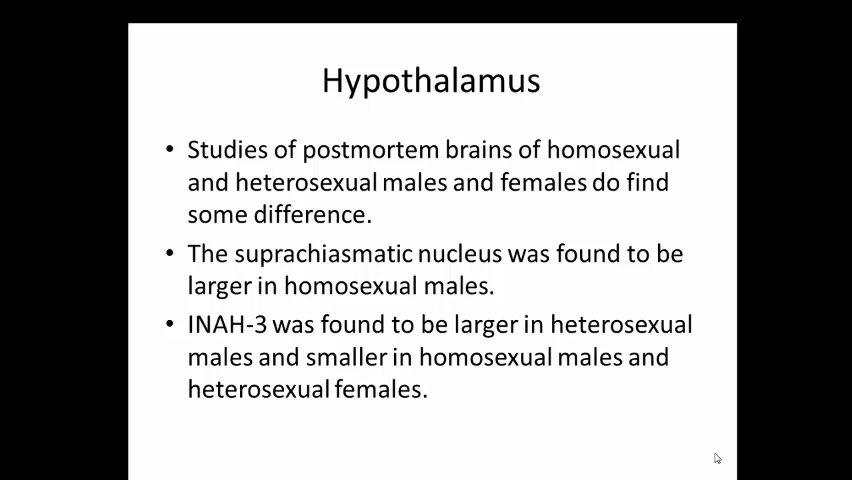 Hypothalamus
• Studies of postmortem brains of homosexual
and heterosexual males and females do find
some difference.
• The suprachiasmatic nucleus was found to be
larger in homosexual males.
• INAH-3 was found to be larger in heterosexual
males and smaller in homosexual males and
heterosexual females.